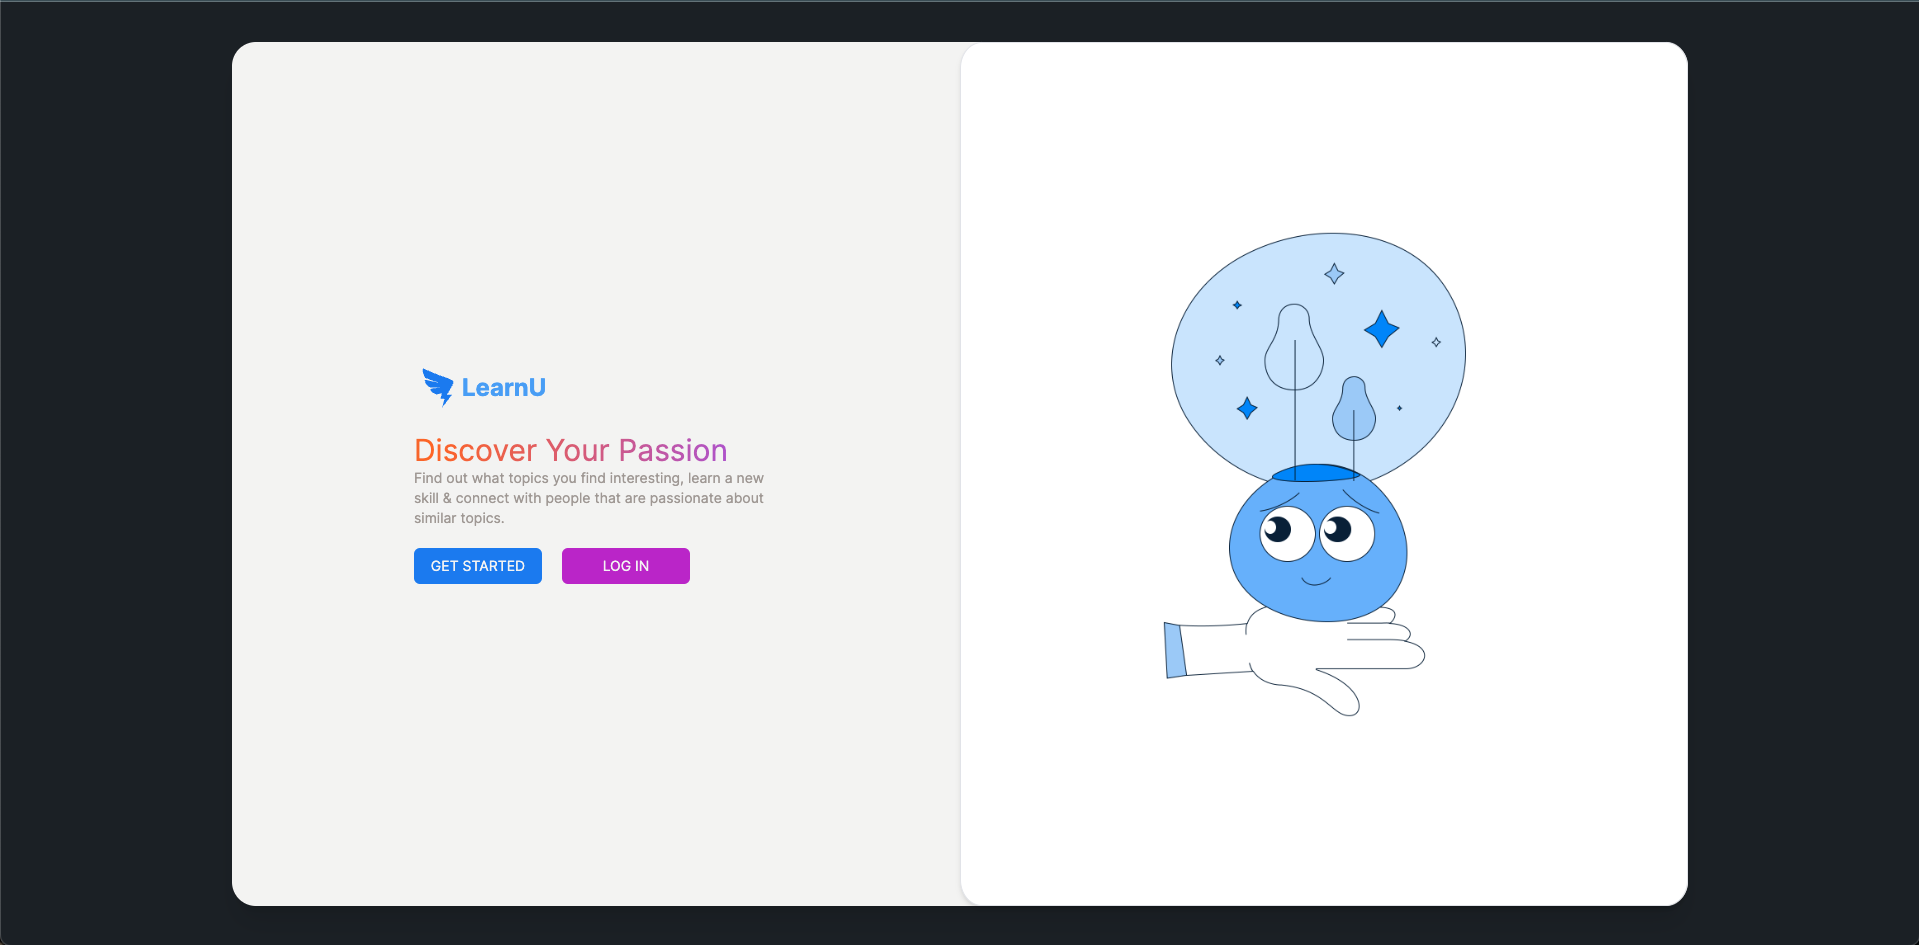 LearnU
Discover Your Passion
Find out what topics you find interesting, learn a new
skill & connect with people that are passionate about
similar topics.
GET STARTED
LOG IN